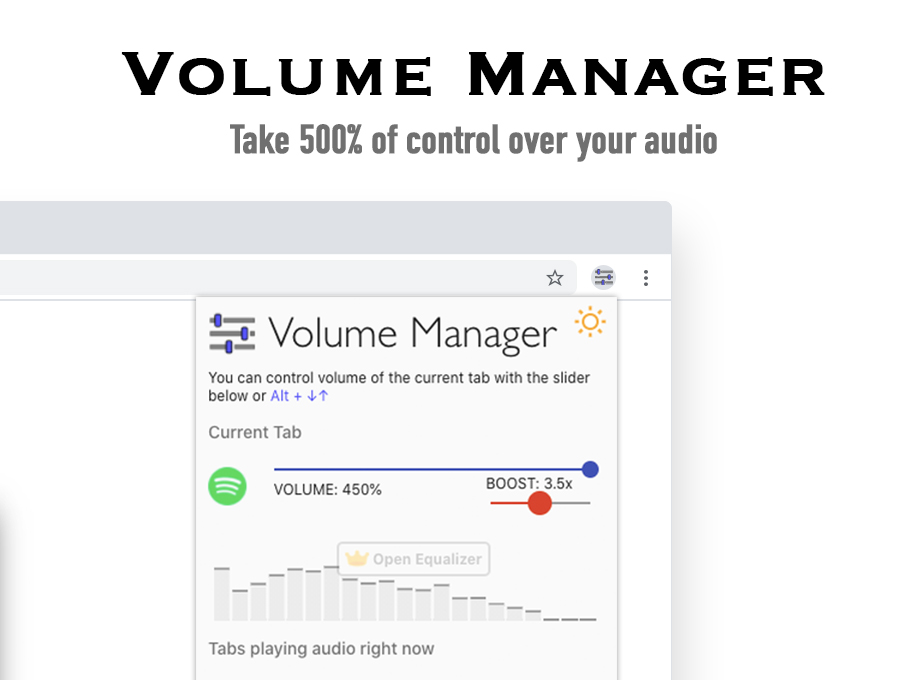 VOLUME MANAGER
Take 500% of control over your audio
Volume Manager
You can control volume of the current tab with the slider
below or Alt + ↓↑
Current Tab
VOLUME: 450%
BOOST: 3.5x
Open Equalizer
Tabs playing audio right now